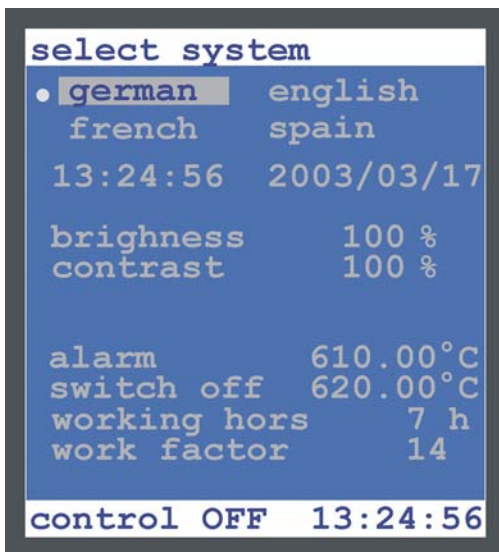 select system
german english
french spain
13:24:56 2003/03/17
brighness 100 %
contrast 100 %
alarm 610.00°C
switch off 620.00°C
working hors 7 h
work factor 14
control OFF 13:24:56